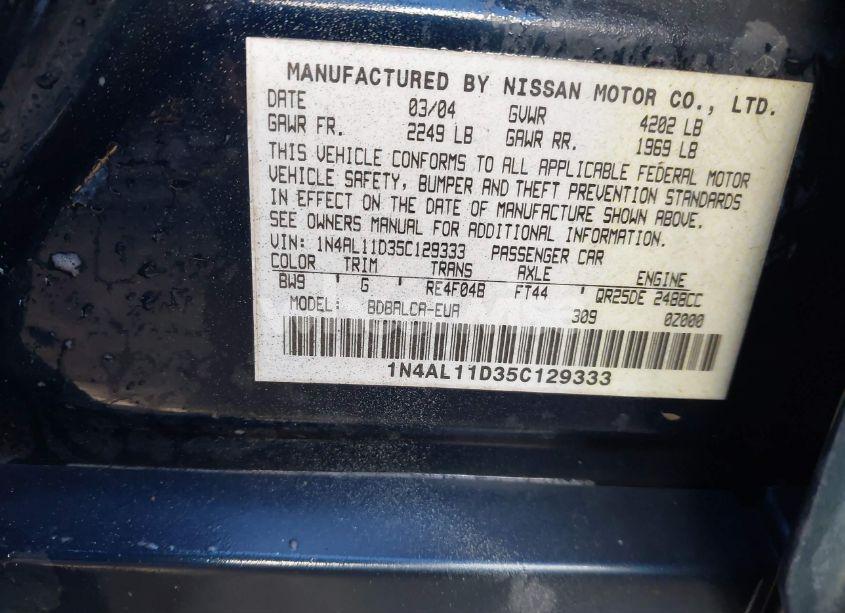 MANUFACTURED BY NISSAN MOTOR CO., LTD.
DATE 03/04 GVWR 4202 LB
GAWR FR. 2249 LB GAWR RR. 1969 LB
THIS VEHICLE CONFORMS TO ALL APPLICABLE FEDERAL MOTOR
VEHICLE SAFETY, BUMPER AND THEFT PREVENTION STANDARDS
IN EFFECT ON THE DATE OF MANUFACTURE SHOWN ABOVE.
SEE OWNERS MANUAL FOR ADDITIONAL INFORMATION.
VIN: 1N4AL11D35C129333 PASSENGER CAR
COLOR TRIM TRANS AXLE ENGINE
BW9 ' G ' RE4F04B FT44 ' QR25DE 2488CC
MODEL: BDBALCA-EUA 309 0Z000
1N4AL11D35C129333